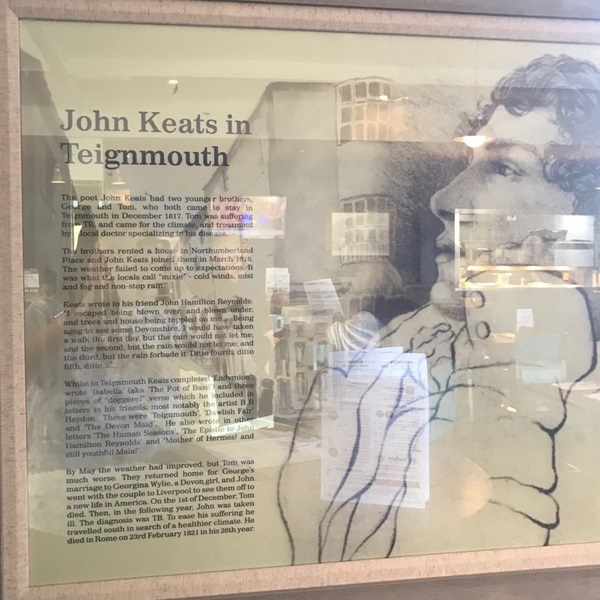 John Keats in
Teignmouth
The poet John Keats had two younger brothers,
George and Tom, who both came to stay in
Teignmouth in December 1817. Tom was suffering
from TB, and came for the climate, and treatment
by a local doctor specializing in his disease.
The brothers rented a house in Northumberland
Place and John Keats joined them in March 1818.
The weather failed to come up to expectations. It
was what the locals call "mizle" - cold winds, mist
and fog and non-stop rain."
Keats wrote to his friend John Hamilton Reynolds:
"I escaped being blown over, and blown under,
and trees and house being toppled on me... Being
agog to see some Devonshire, I would have taken
a walk the first day, but the rain would not let me;
and the second, but the rain would not let me; and
the third, but the rain forbade it. Ditto fourth, ditto
fifth, ditto
Whilst in Teignmouth Keats completed 'Endymion',
wrote 'Isabella' (aka 'The Pot of Basil') and three
pieces of "doggerel" verse which he included in
letters to his friends, most notably the artist B.R
Haydon. These were 'Teignmouth', 'Dawlish Fair'
and 'The Devon Maid'. He also wrote in other
letters 'The Human Seasons', 'The Epistle to John
Hamilton Reynolds' and 'Mother of Hermes! and
still youthful Maia!'.
By May the weather had improved, but Tom was
much worse. They returned home for George's
marriage to Georgina Wylie, a Devon girl, and John
went with the couple to Liverpool to see them off to
a new life in America. On the 1st of December, Tom
died. Then, in the following year, John was taken
ill. The diagnosis was TB. To ease his suffering he
travelled south in search of a healthier climate. He
died in Rome on 23rd February 1821 in his 26th year.